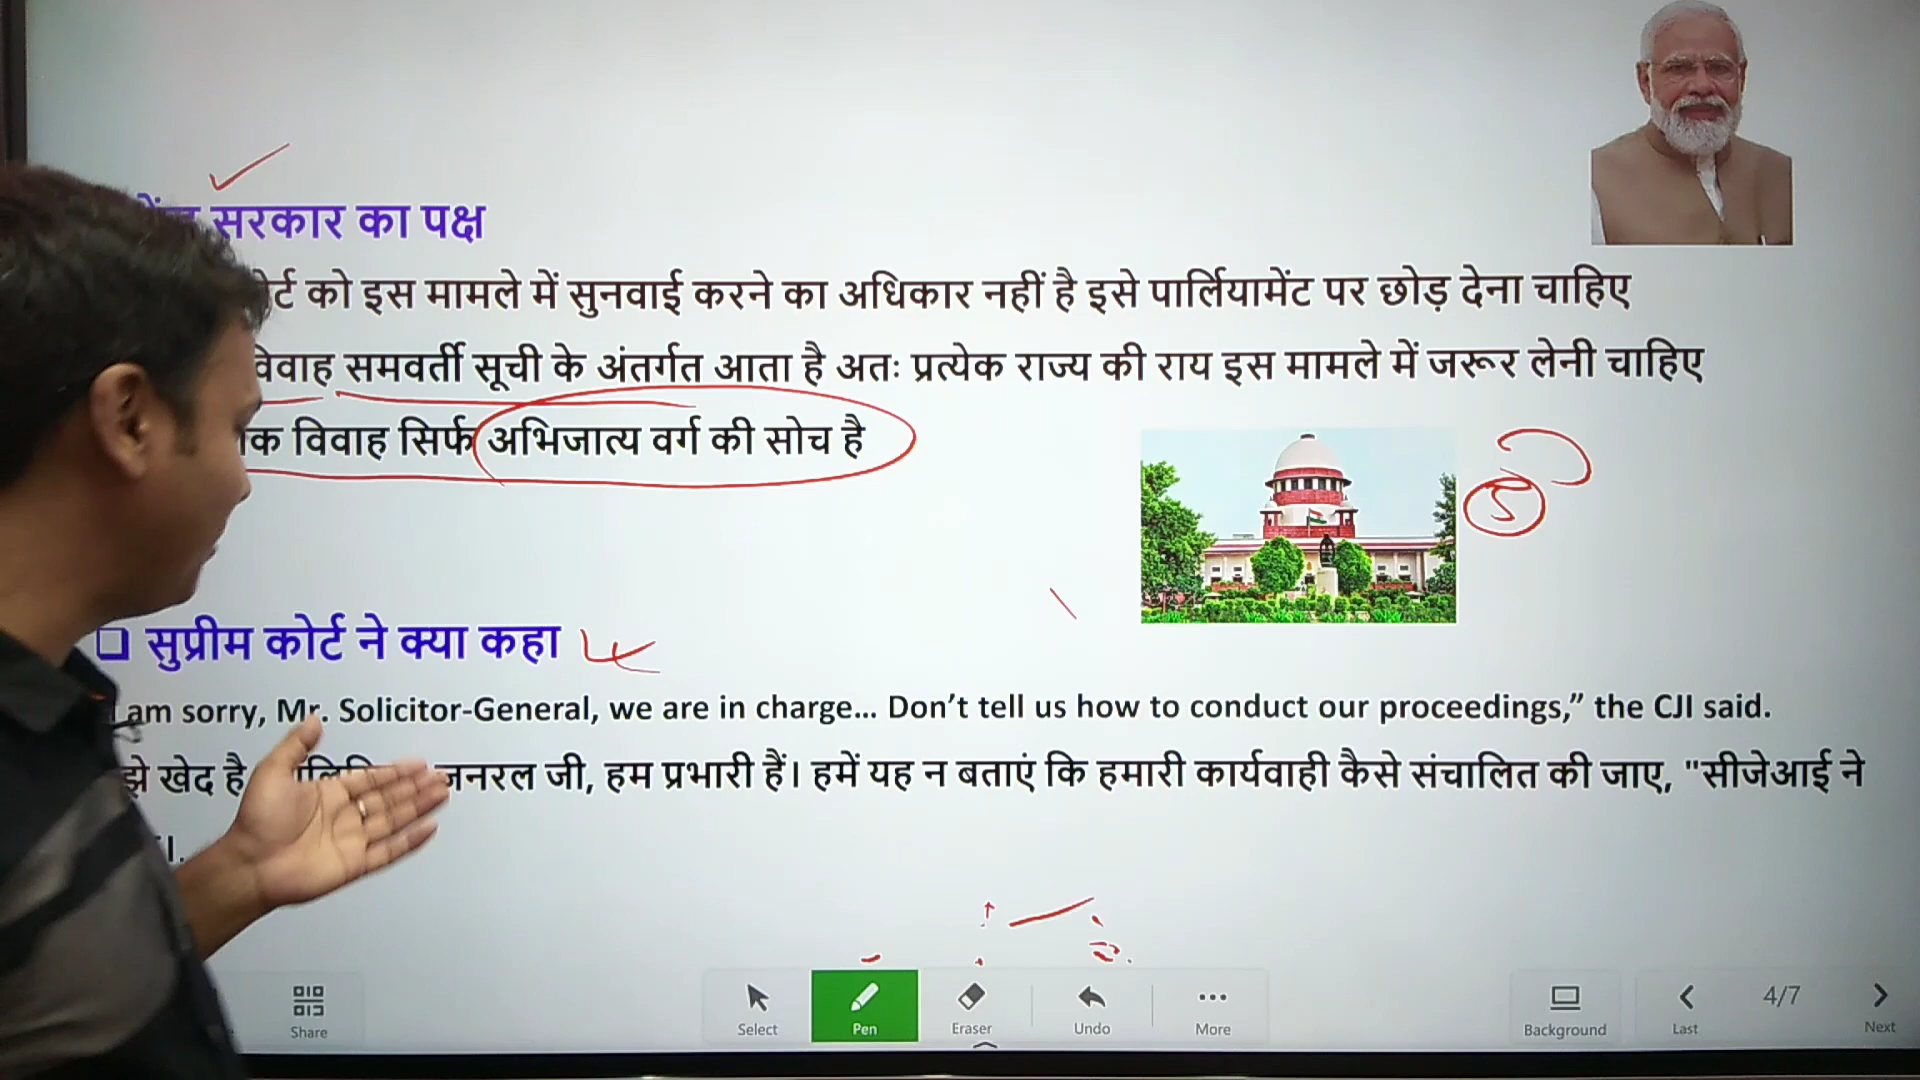 सरकार का पक्ष
को इस मामले में सुनवाई करने का अधिकार नहीं है इसे पार्लियामेंट पर छोड़ देना चाहिए
विवाह समवर्ती सूची के अंतर्गत आता है अतः प्रत्येक राज्य की राय इस मामले में जरूर लेनी चाहिए
विवाह सिर्फ अभिजात्य वर्ग की सोच है
5
❑ सुप्रीम कोर्ट ने क्या कहा
am sorry, Mr. Solicitor-General, we are in charge... Don't tell us how to conduct our proceedings,” the CJI said.
खेद है जनरल जी, हम प्रभारी हैं। हमें यह न बताएं कि हमारी कार्यवाही कैसे संचालित की जाए, "सीजेआई ने
Share
Select
Pen
Eraser
Undo
More
Background
Last
4/7
Next